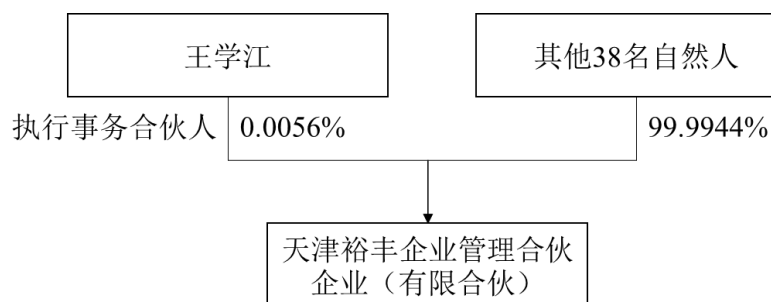 王学江
其他38名自然人
执行事务合伙人
0.0056%
99.9944%
天津裕丰企业管理合伙
企业（有限合伙）